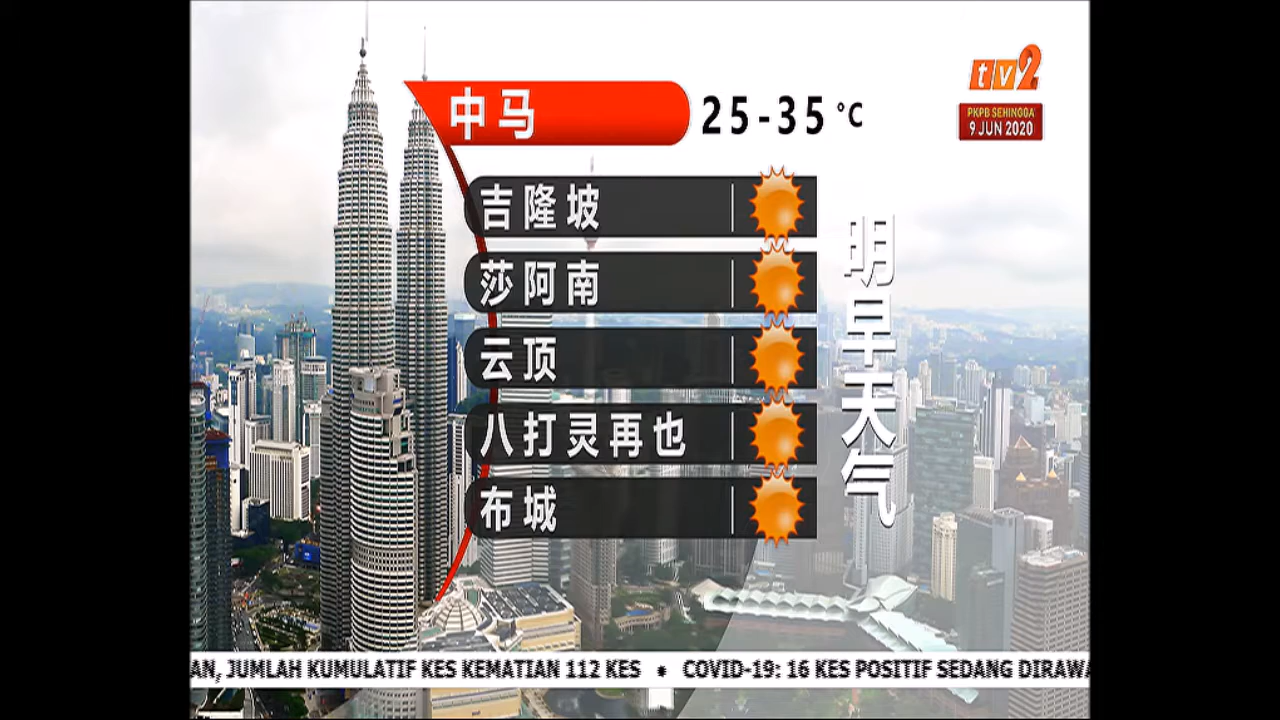 tv2
PKPB SEHINGGA
9 JUN 2020
中马
25-35 °C
吉隆坡
莎阿南
云顶
八打灵再也
布城
明早天气
AN, JUMLAH KUMULATIF KES KEMATIAN 112 KES • COVID-19: 16 KES POSITIF SEDANG DIRAWA